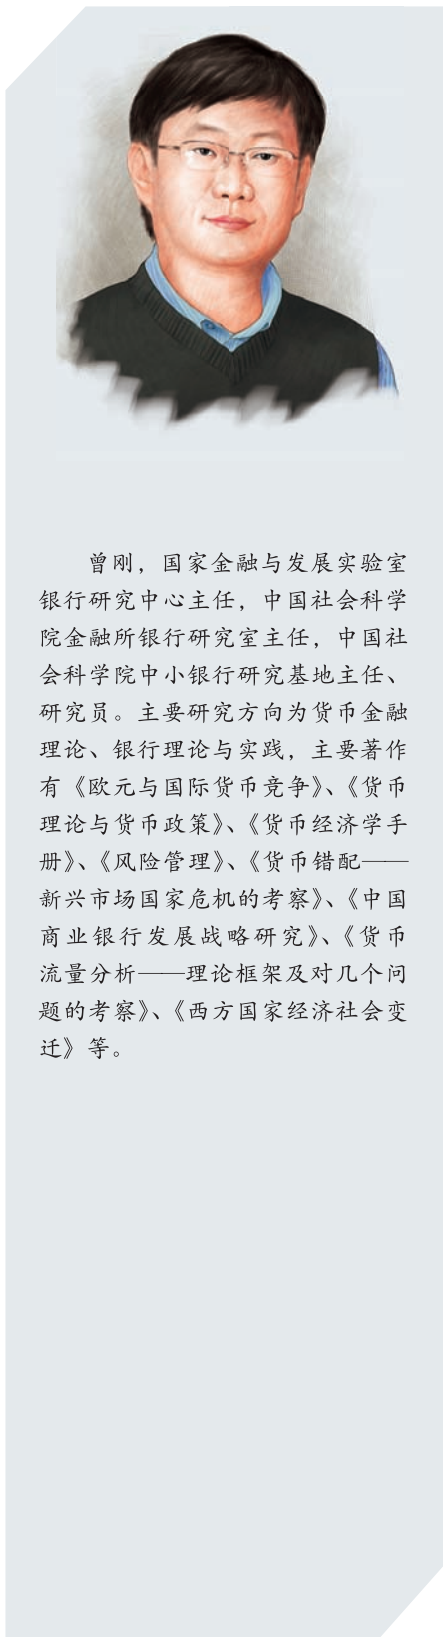 曾刚，国家金融与发展实验室
银行研究中心主任，中国社会科学
院金融所银行研究室主任，中国社
会科学院中小银行研究基地主任、
研究员。主要研究方向为货币金融
理论、银行理论与实践，主要著作
有《欧元与国际货币竞争》、《货币
理论与货币政策》、《货币经济学手
册》、《风险管理》、《货币错配——
新兴市场国家危机的考察》、《中国
商业银行发展战略研究》、《货币
流量分析——理论框架及对几个问
题的考察》、《西方国家经济社会变
迁》等。